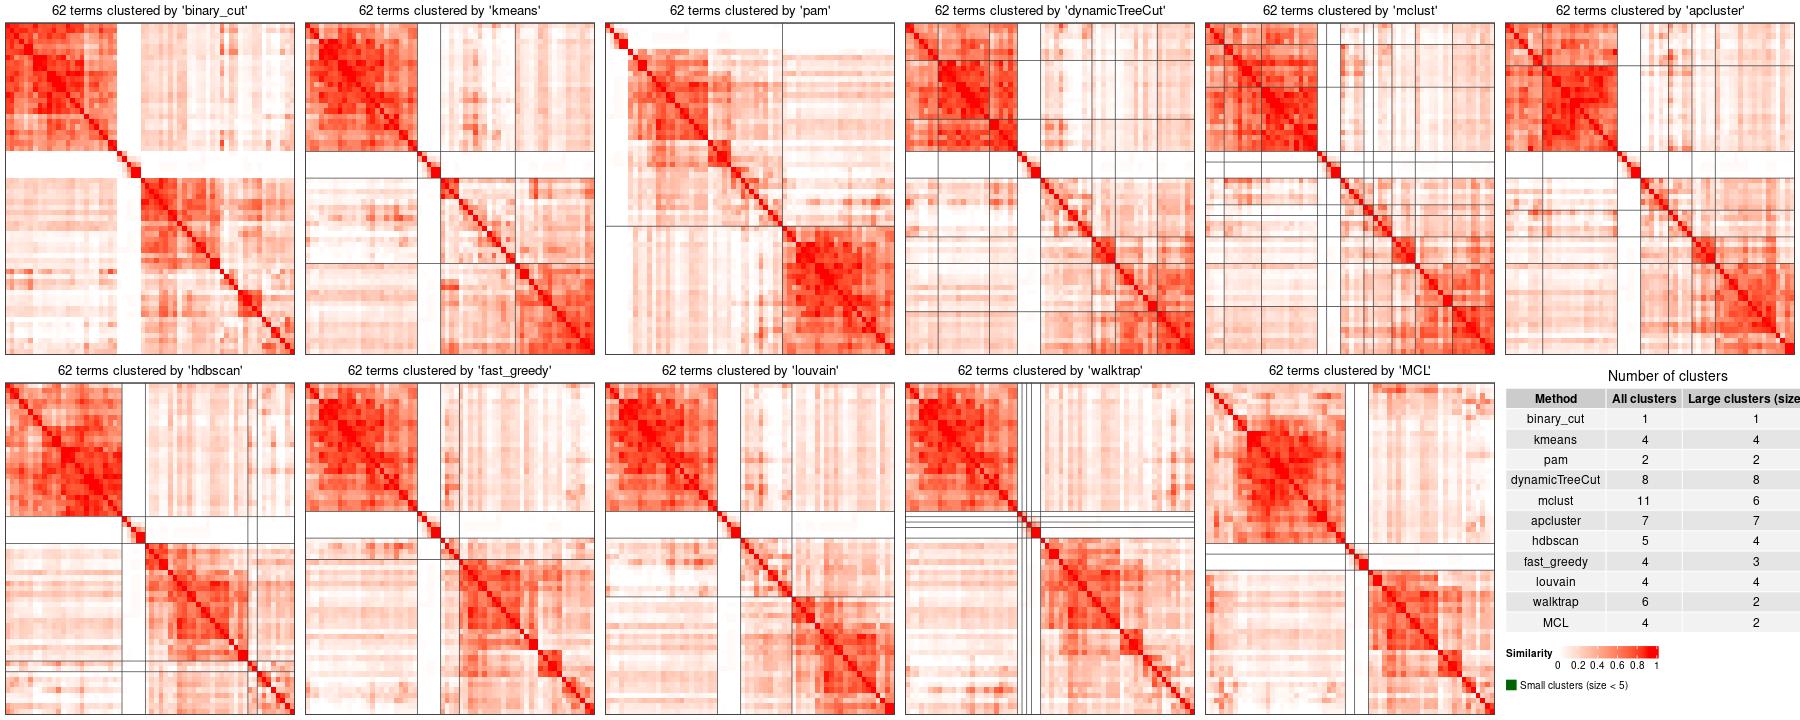 62 terms clustered by 'binary_cut'
62 terms clustered by 'kmeans'
62 terms clustered by 'pam'
62 terms clustered by 'dynamicTreeCut'
62 terms clustered by 'mclust'
62 terms clustered by 'apcluster'
62 terms clustered by 'hdbscan'
62 terms clustered by 'fast_greedy'
62 terms clustered by 'louvain'
62 terms clustered by 'walktrap'
62 terms clustered by 'MCL'
Number of clusters
Method All clusters Large clusters (size
binary_cut 1 1
kmeans 4 4
pam 2 2
dynamicTreeCut 8 8
mclust 11 6
apcluster 7 7
hdbscan 5 4
fast_greedy 4 3
louvain 4 4
walktrap 6 2
MCL 4 2
Similarity
0 0.2 0.4 0.6 0.8 1
Small clusters (size < 5)